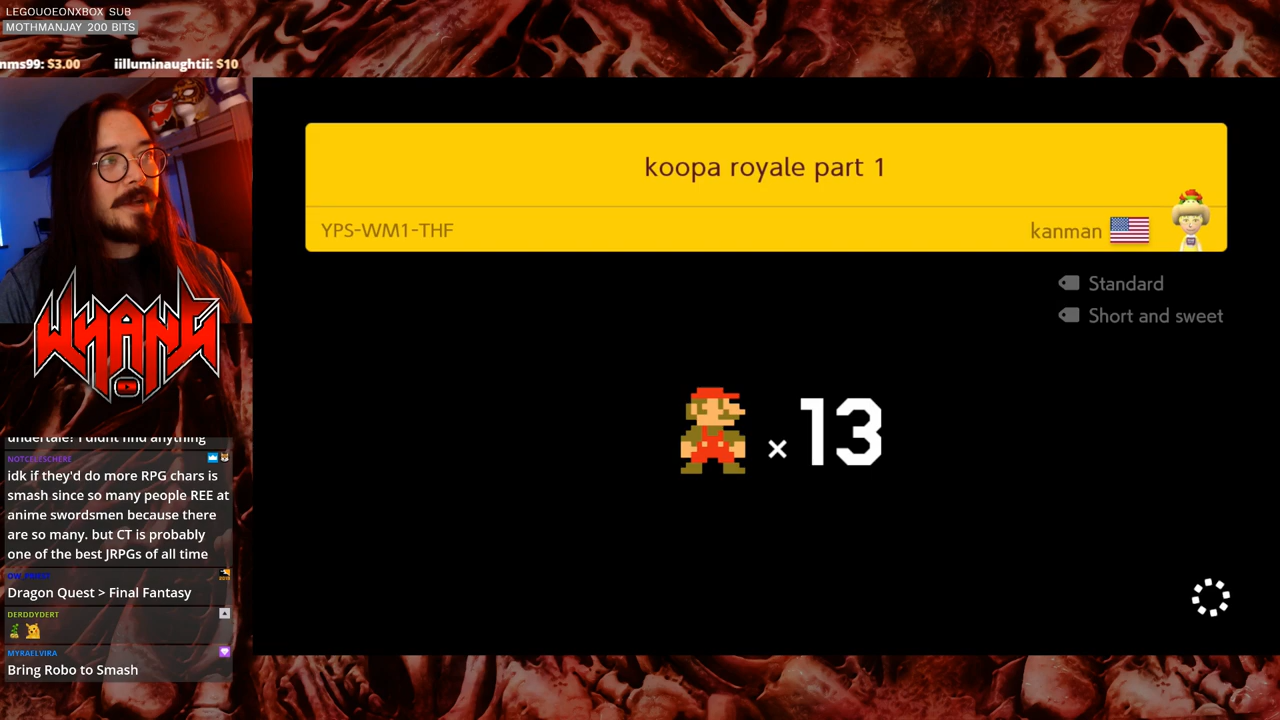 LEGOUOEONXBOX SUB
MOTHMANJAY 200 BITS
nms99: $3.00 iilluminaughtii: $10
koopa royale part 1
YPS-WM1-THF
kanman
Standard
Short and sweet
×13
WYANG
undertale? I didnt find anything
NOTCELESCHERE
idk if they'd do more RPG chars is
smash since so many people REE at
anime swordsmen because there
are so many. but CT is probably
one of the best JRPGs of all time
Dragon Quest > Final Fantasy
DERDDYDERT
MYRAELVIRA
Bring Robo to Smash